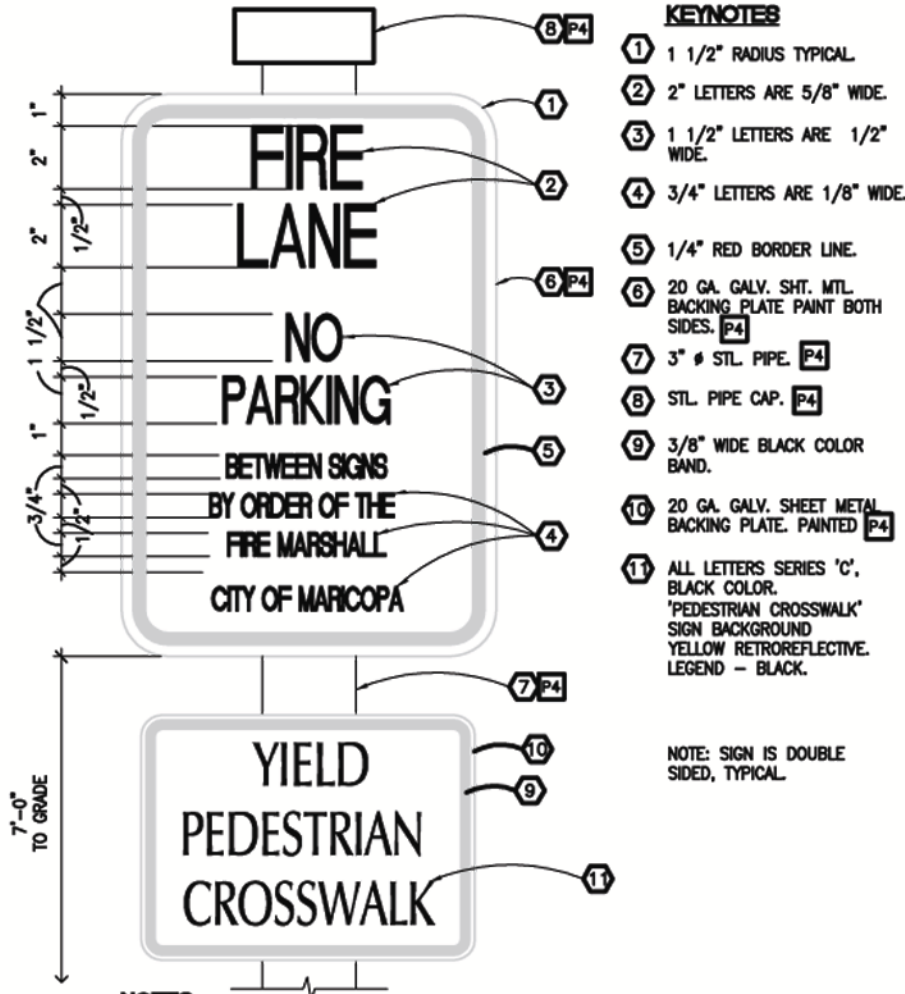 8 P4
1
FIRE
LANE
2
6 P4
NO
PARKING
3
5
BETWEEN SIGNS
BY ORDER OF THE
FIRE MARSHALL
CITY OF MARICOPA
4
7 P4
YIELD
PEDESTRIAN
CROSSWALK
10
9
11
1"
2"
1/2"
2"
1 1/2"
1/2"
1"
3/4"
1/2"
7'-0"
TO GRADE
KEYNOTES
1 1 1/2" RADIUS TYPICAL.
2 2" LETTERS ARE 5/8" WIDE.
3 1 1/2" LETTERS ARE 1/2"
WIDE.
4 3/4" LETTERS ARE 1/8" WIDE.
5 1/4" RED BORDER LINE.
6 20 GA. GALV. SHT. MTL.
BACKING PLATE PAINT BOTH
SIDES. P4
7 3" ø STL. PIPE. P4
8 STL. PIPE CAP. P4
9 3/8" WIDE BLACK COLOR
BAND.
10 20 GA. GALV. SHEET METAL
BACKING PLATE. PAINTED P4
11 ALL LETTERS SERIES 'C',
BLACK COLOR.
'PEDESTRIAN CROSSWALK'
SIGN BACKGROUND
YELLOW RETROREFLECTIVE.
LEGEND – BLACK.
NOTE: SIGN IS DOUBLE
SIDED, TYPICAL.